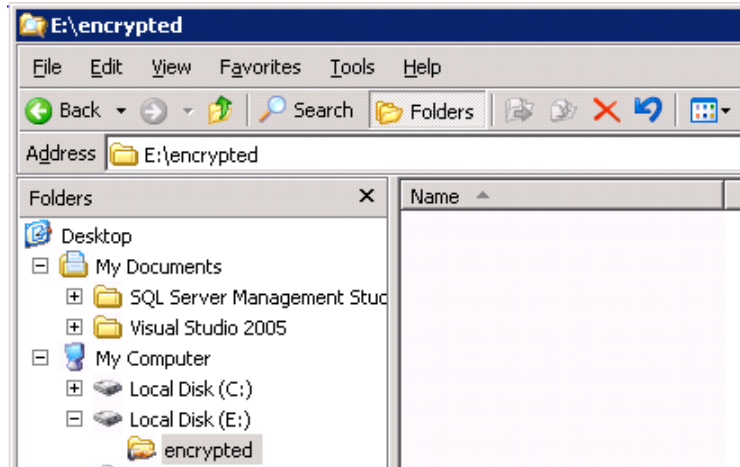 E:\encrypted
File Edit View Favorites Tools Help
Back Search Folders
Address E:\encrypted
Folders x Name
Desktop
My Documents
SQL Server Management Stuc
Visual Studio 2005
My Computer
Local Disk (C:)
Local Disk (E:)
encrypted